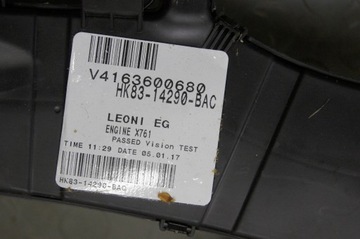 V4163600680
HK83-14290-BAC
LEONI EG
ENGINE X761
PASSED Vision TEST
TIME 11:29 DATE 05.01.17
HK83-14290-BAC